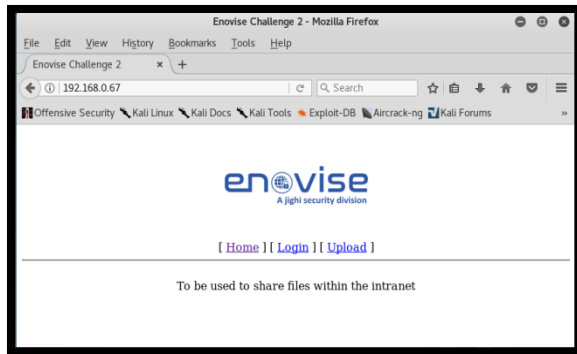 Enovise Challenge 2 - Mozilla Firefox
File Edit View History Bookmarks Tools Help
Enovise Challenge 2
192.168.0.67 Search
Offensive Security Kali Linux Kali Docs Kali Tools Exploit-DB Aircrack-ng Kali Forums
enovise
A jighi security division
[ Home ] [ Login ] [ Upload ]
To be used to share files within the intranet